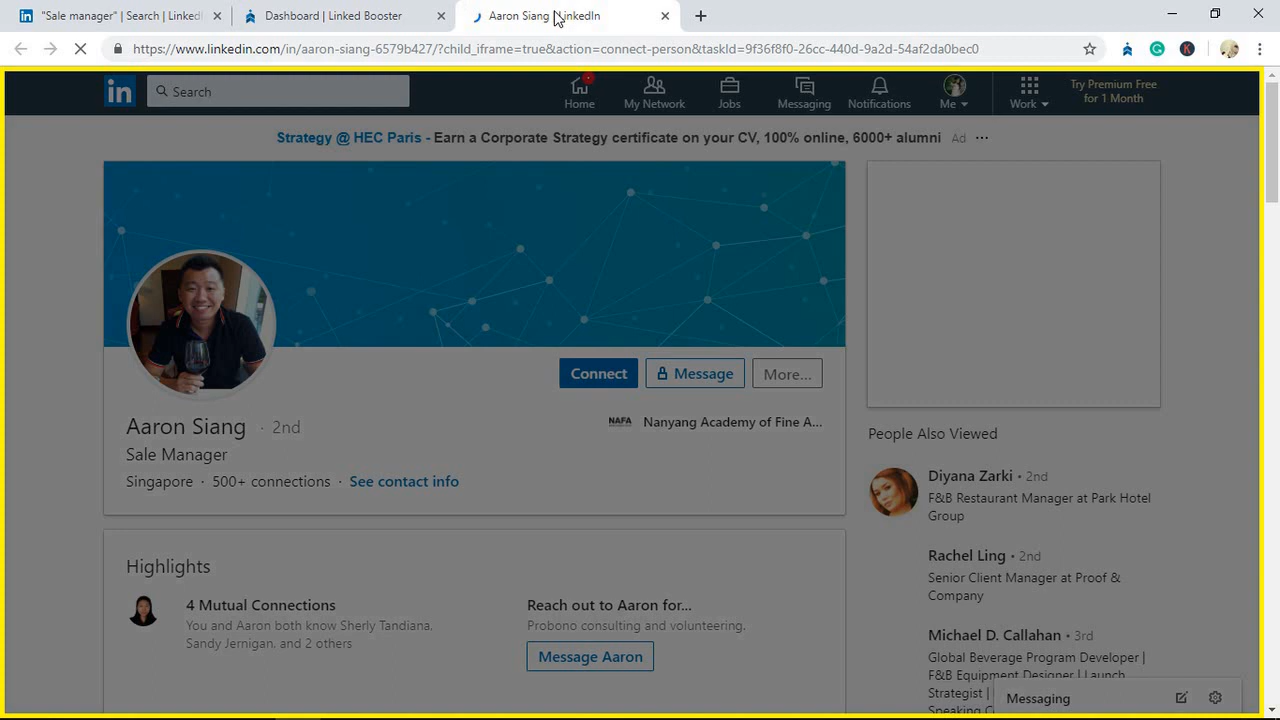 "Sale manager" | Search | LinkedI
Dashboard | Linked Booster
Aaron Siang | LinkedIn
https://www.linkedin.com/in/aaron-siang-6579b427/?child_iframe=true&action=connect-person&taskId=9f36f8f0-26cc-440d-9a2d-54af2da0bec0
in
Search
Home
My Network
Jobs
Messaging
Notifications
Me
Work
Try Premium Free
for 1 Month
Strategy @ HEC Paris - Earn a Corporate Strategy certificate on your CV, 100% online, 6000+ alumni Ad ···
Connect
Message
More...
Aaron Siang · 2nd
NAFA Nanyang Academy of Fine A...
Sale Manager
Singapore · 500+ connections · See contact info
Highlights
4 Mutual Connections
You and Aaron both know Sherly Tandiana,
Sandy Jernigan, and 2 others
Reach out to Aaron for...
Probono consulting and volunteering.
Message Aaron
People Also Viewed
Diyana Zarki • 2nd
F&B Restaurant Manager at Park Hotel
Group
Rachel Ling • 2nd
Senior Client Manager at Proof &
Company
Michael D. Callahan • 3rd
Global Beverage Program Developer |
F&B Equipment Designer | Launch
Strategist |
Speaking Co
Messaging